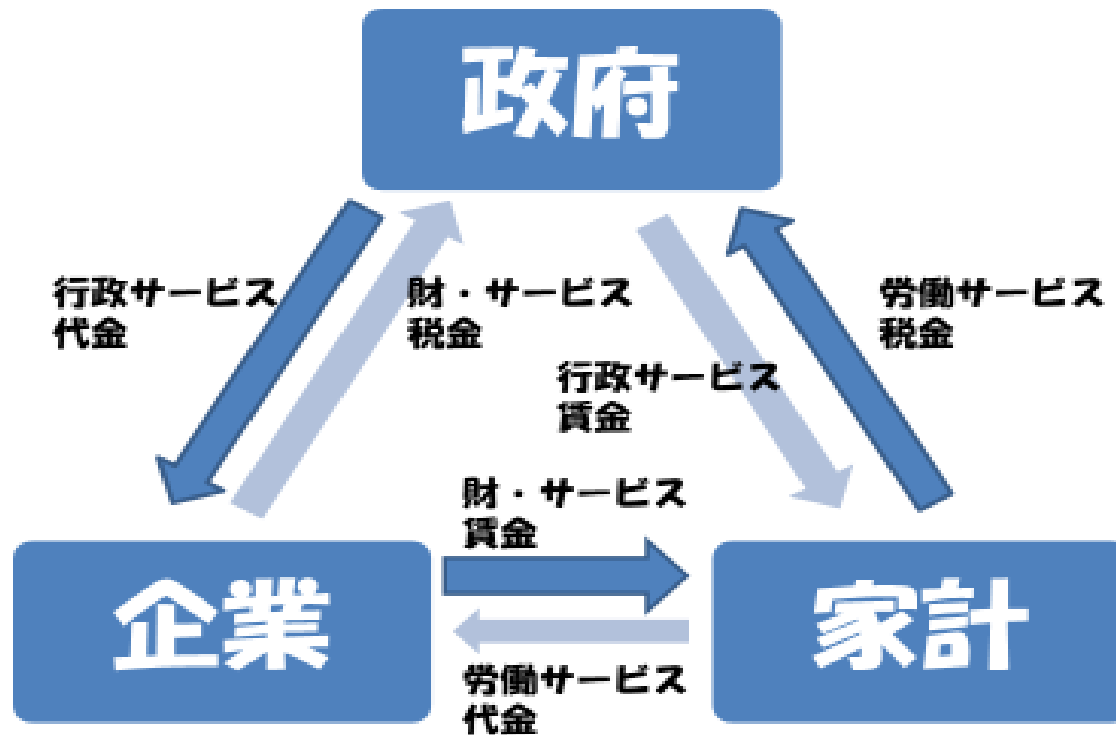 政府
行政サービス
代金
財・サービス
税金
労働サービス
税金
行政サービス
賃金
財・サービス
賃金
企業
家計
労働サービス
代金